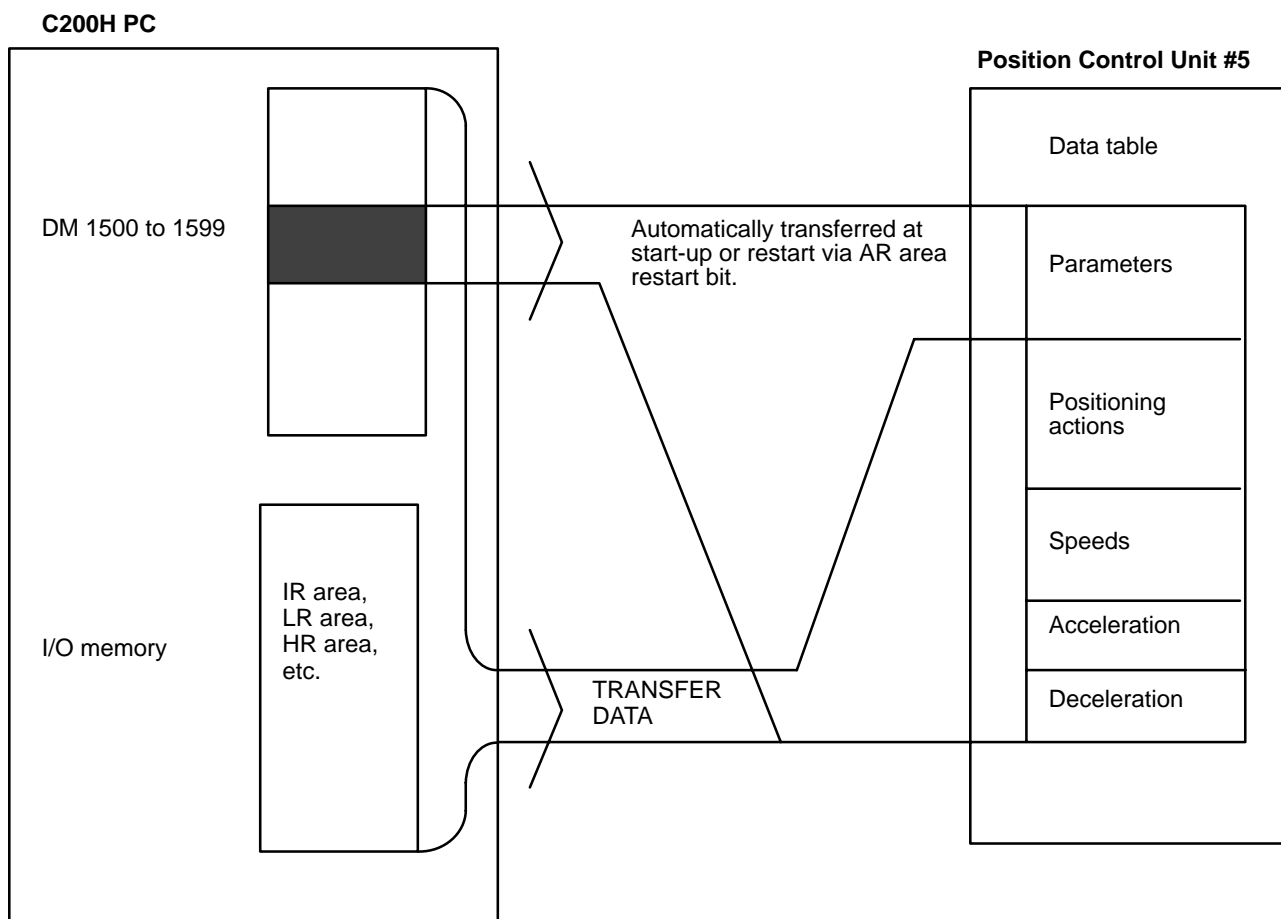 C200H PC
Position Control Unit #5
Data table
DM 1500 to 1599
Automatically transferred at
start-up or restart via AR area
restart bit.
Parameters
Positioning
actions
Speeds
IR area,
LR area,
HR area,
etc.
I/O memory
Acceleration
TRANSFER
DATA
Deceleration